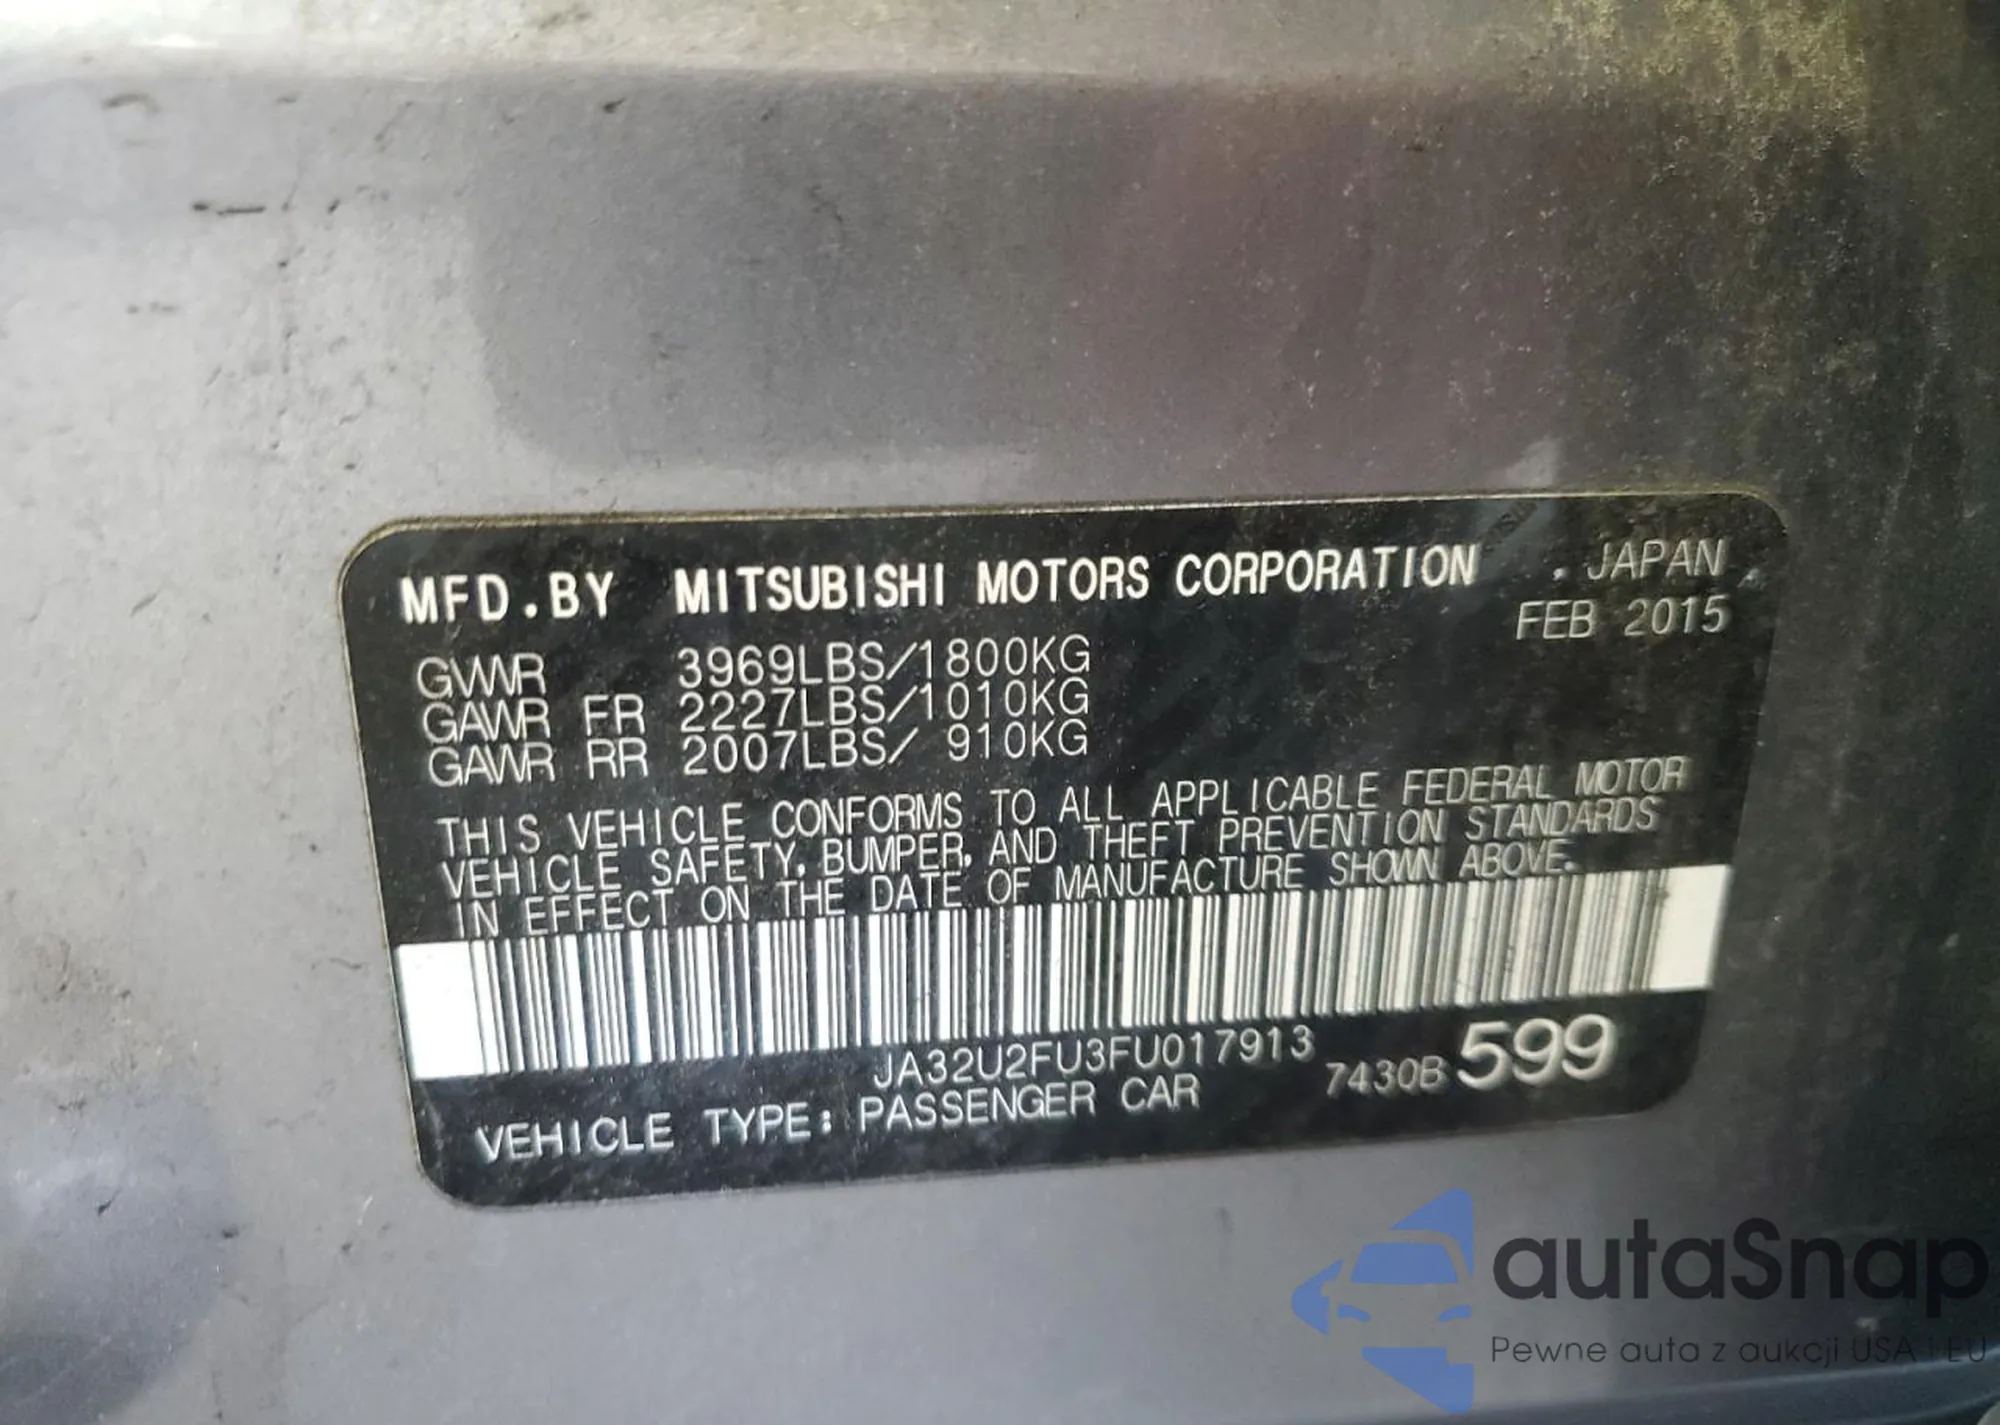 MFD.BY MITSUBISHI MOTORS CORPORATION . JAPAN
FEB 2015
GVWR 3969LBS/1800KG
GAWR FR 2227LBS/1010KG
GAWR RR 2007LBS/ 910KG
THIS VEHICLE CONFORMS TO ALL APPLICABLE FEDERAL MOTOR
VEHICLE SAFETY, BUMPER, AND THEFT PREVENTION STANDARDS
IN EFFECT ON THE DATE OF MANUFACTURE SHOWN ABOVE.
JA32U2FU3FU017913
7430B 599
VEHICLE TYPE: PASSENGER CAR
autaSnap
Pewne auta z aukcji USA i EU